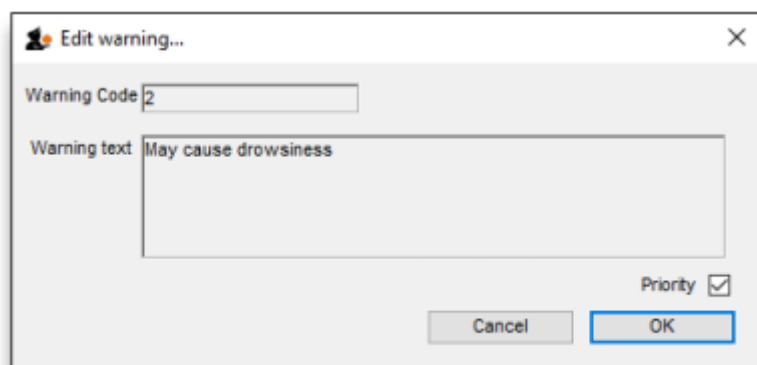 Edit warning...
Warning Code 2
Warning text May cause drowsiness
Priority
Cancel OK